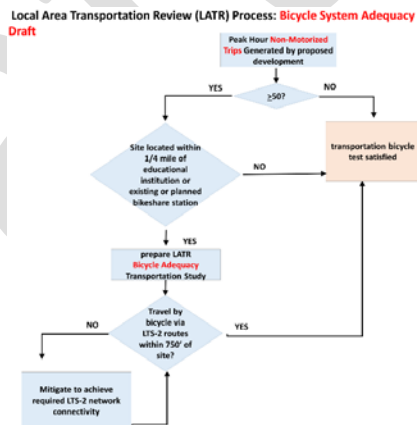 Local Area Transportation Review (LATR) Process: Bicycle System Adequacy
Draft
Peak Hour Non-Motorized
Trips Generated by proposed
development
YES
NO
≥50?
Site located within
1/4 mile of
educational
institution or
existing or planned
bikeshare station
NO
transportation bicycle
test satisfied
YES
prepare LATR
Bicycle Adequacy
Transportation Study
Travel by
bicycle via
LTS-2 routes
within 750' of
site?
NO
YES
Mitigate to achieve
required LTS-2 network
connectivity